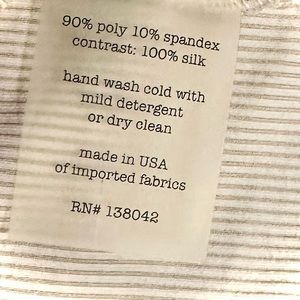 90% poly 10% spandex
contrast: 100% silk
hand wash cold with
mild detergent
or dry clean
made in USA
of imported fabrics
RN# 138042